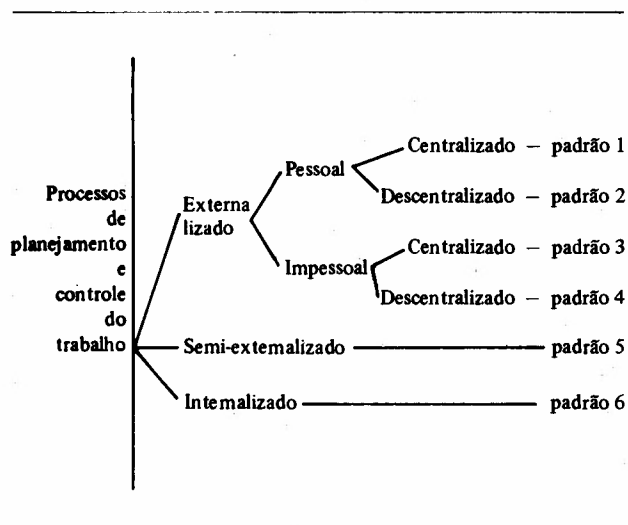 Processos
de
planejamento
e
controle
do
trabalho
Externa
lizado
Pessoal
Centralizado – padrão 1
Descentralizado – padrão 2
Impessoal
Centralizado – padrão 3
Descentralizado – padrão 4
Semi-externalizado
padrão 5
Internalizado
padrão 6